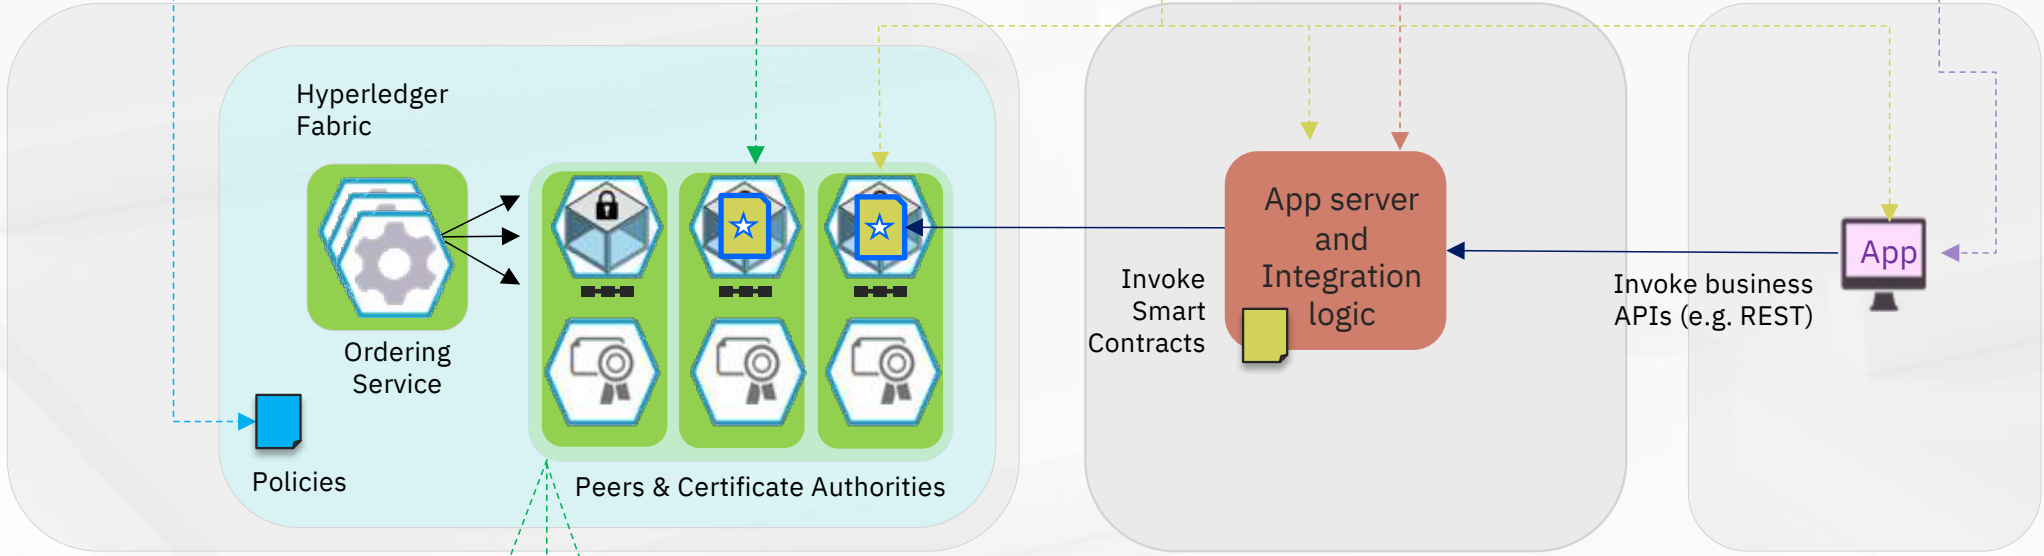 Hyperledger
Fabric
Ordering
Service
Policies
Peers & Certificate Authorities
Invoke
Smart
Contracts
App server
and
Integration
logic
Invoke business
APIs (e.g. REST)
App